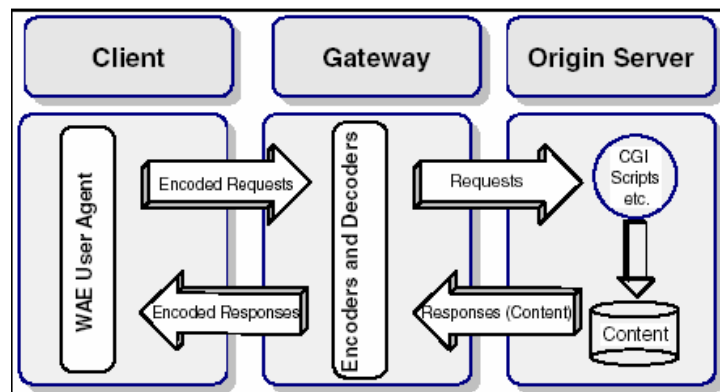 Client
Gateway
Origin Server
WAE User Agent
Encoded Requests
Encoders and Decoders
Requests
CGI
Scripts
etc.
Encoded Responses
Responses (Content)
Content